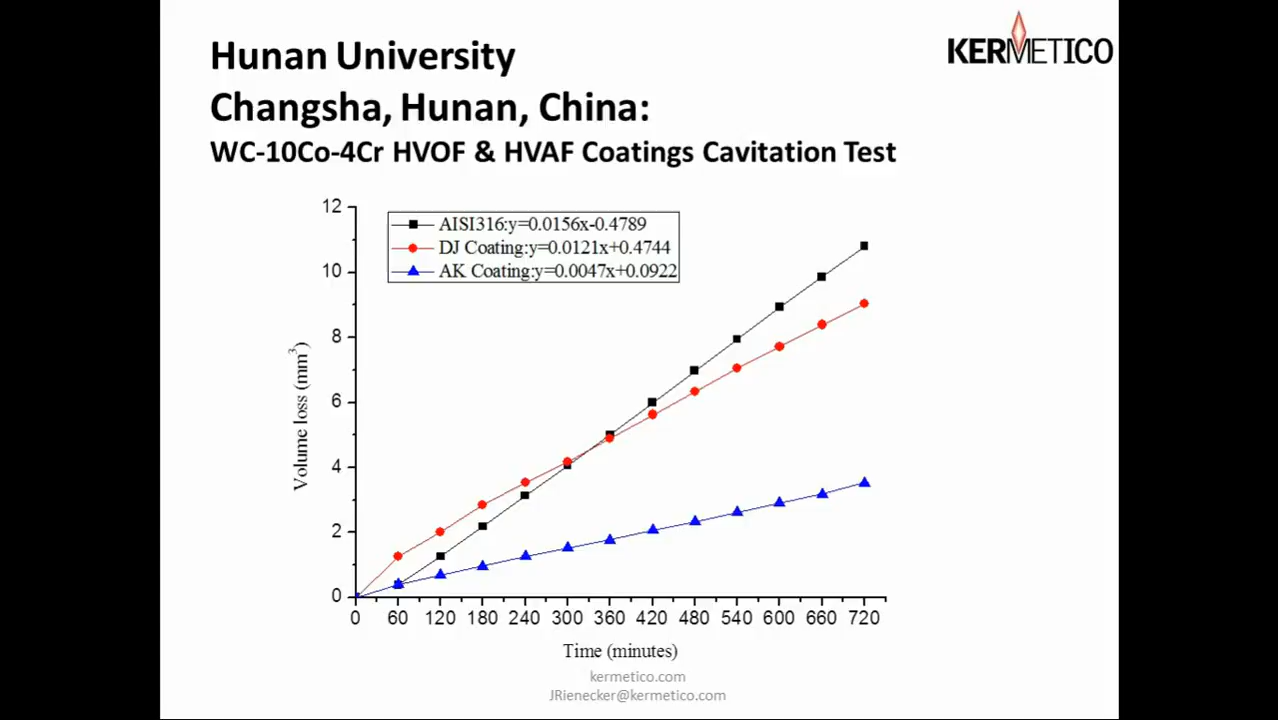 KERMETICO
Hunan University
Changsha, Hunan, China:
WC-10Co-4Cr HVOF & HVAF Coatings Cavitation Test
AISI316:y=0.0156x-0.4789
DJ Coating:y=0.0121x+0.4744
AK Coating:y=0.0047x+0.0922
12
10
8
6
4
2
0
Volume loss (mm³)
0 60 120 180 240 300 360 420 480 540 600 660 720
Time (minutes)
kermetico.com
JRienecker@kermetico.com